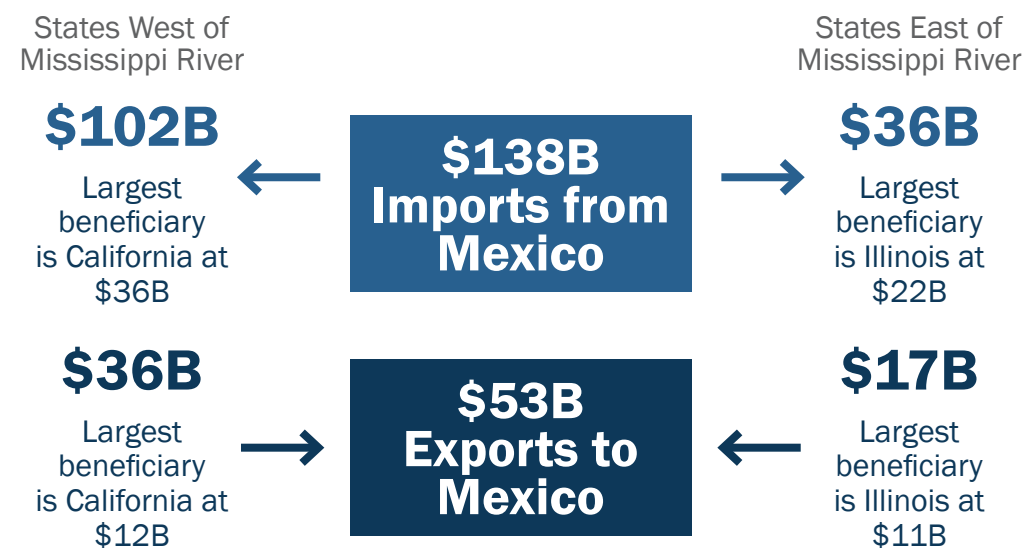 States West of
Mississippi River
$102B
Largest
beneficiary
is California at
$36B
$138B
Imports from
Mexico
States East of
Mississippi River
$36B
Largest
beneficiary
is Illinois at
$22B
$36B
Largest
beneficiary
is California at
$12B
$53B
Exports to
Mexico
$17B
Largest
beneficiary
is Illinois at
$11B